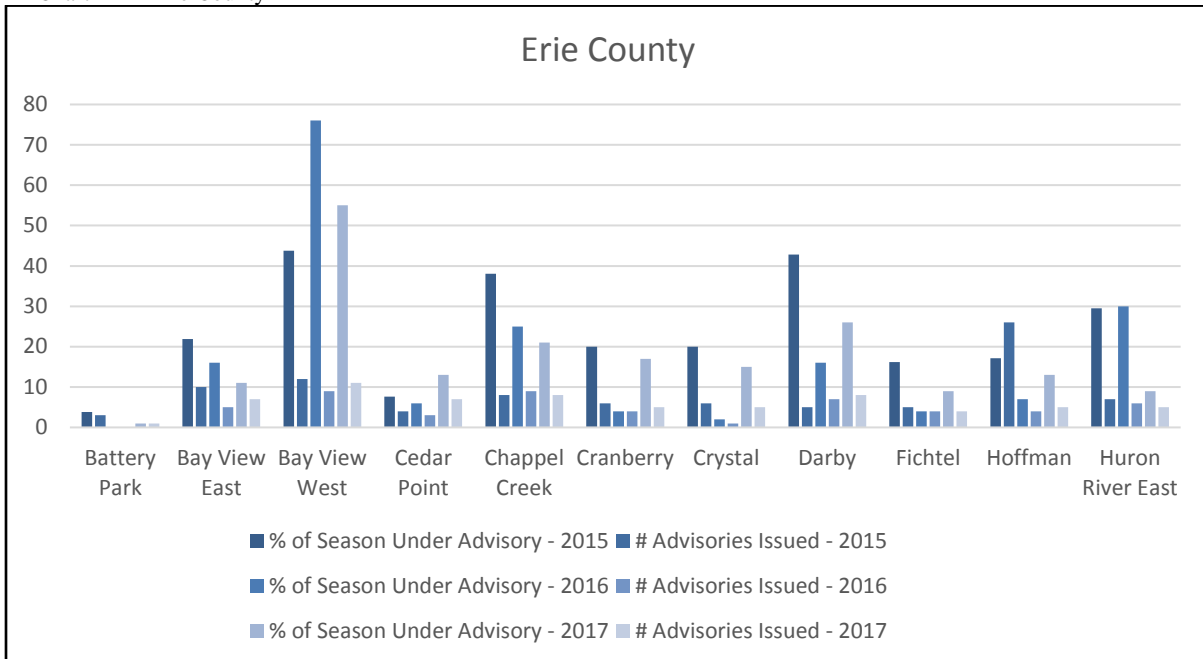 Erie County
80
70
60
50
40
30
20
10
0
Battery Park
Bay View East
Bay View West
Cedar Point
Chappel Creek
Cranberry
Crystal
Darby
Fichtel
Hoffman
Huron River East
% of Season Under Advisory - 2015
# Advisories Issued - 2015
% of Season Under Advisory - 2016
# Advisories Issued - 2016
% of Season Under Advisory - 2017
# Advisories Issued - 2017